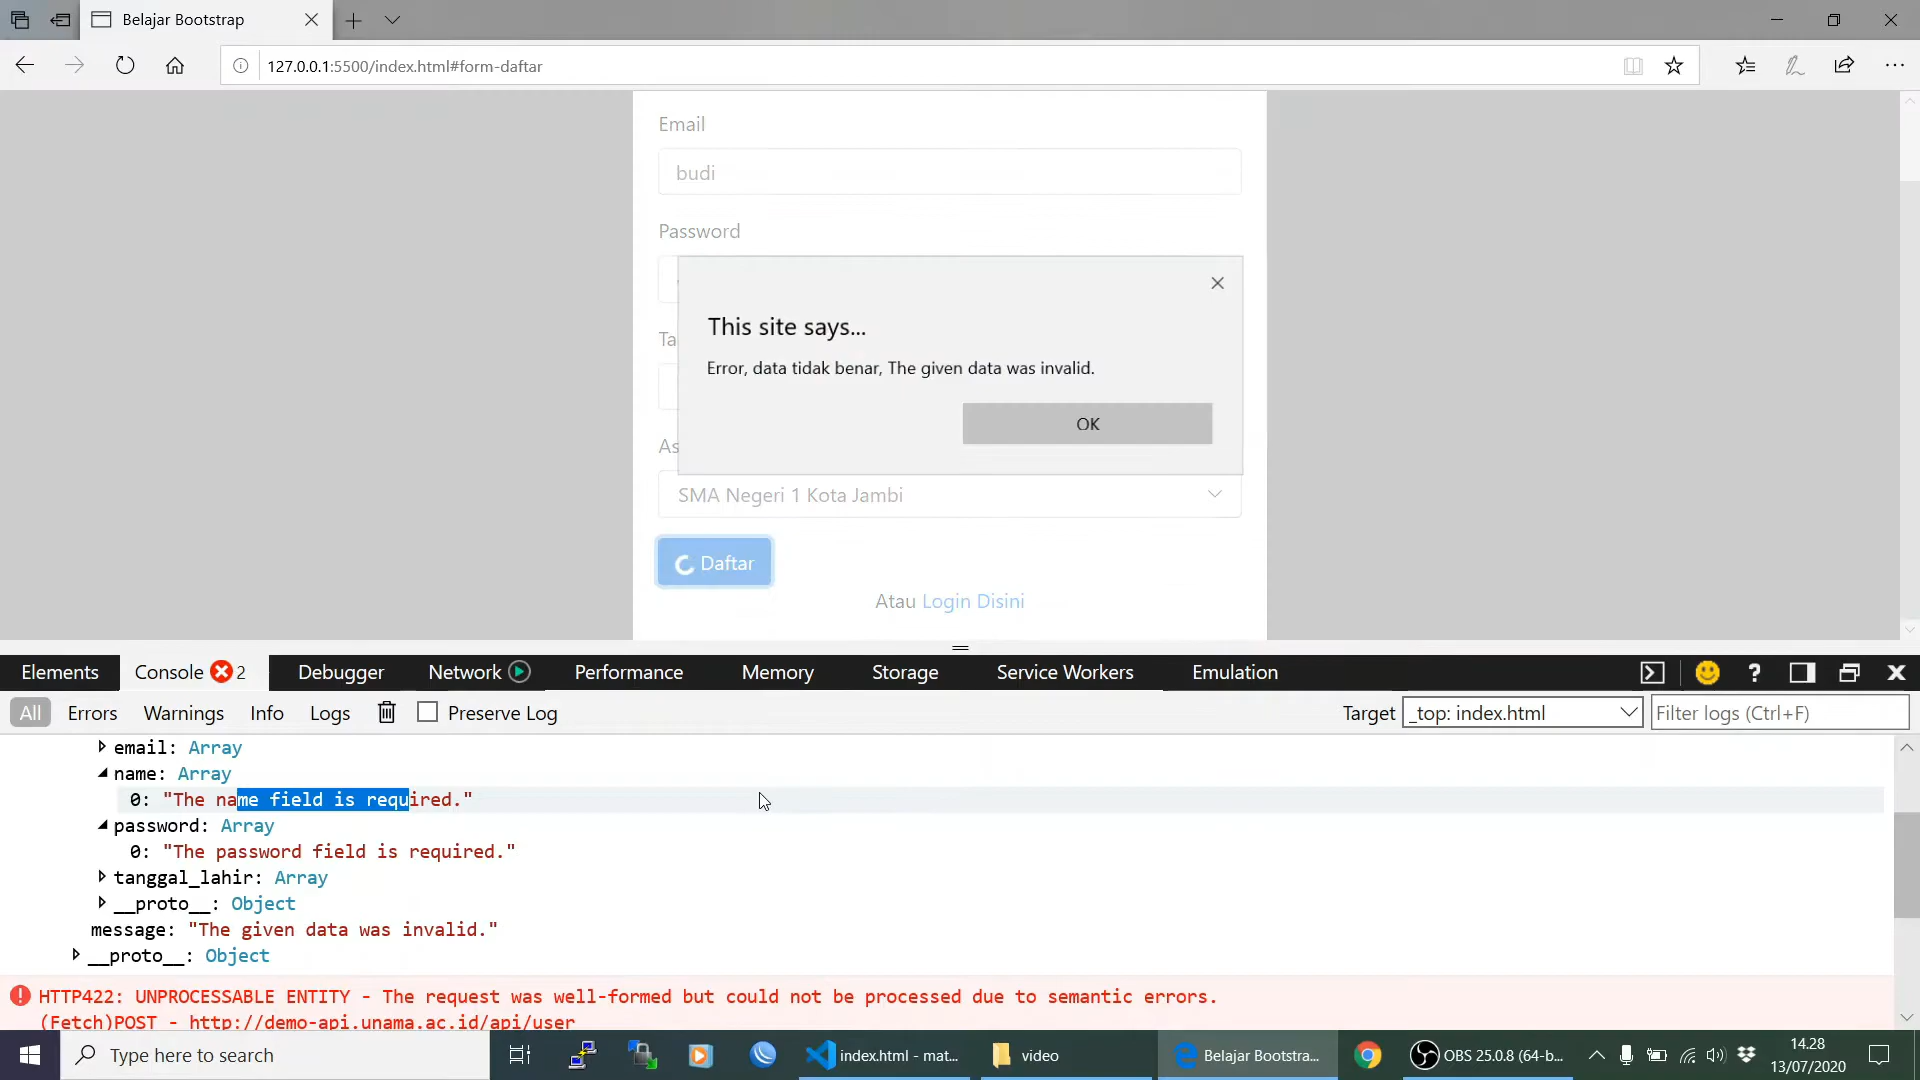 Belajar Bootstrap
127.0.0.1:5500/index.html#form-daftar
Email
budi
Password
Ta
As
This site says...
Error, data tidak benar, The given data was invalid.
OK
SMA Negeri 1 Kota Jambi
Daftar
Atau Login Disini
Elements Console 2 Debugger Network Performance Memory Storage Service Workers Emulation
All Errors Warnings Info Logs Preserve Log Target _top: index.html Filter logs (Ctrl+F)
email: Array
name: Array
0: "The name field is required."
password: Array
0: "The password field is required."
tanggal_lahir: Array
__proto__: Object
message: "The given data was invalid."
__proto__: Object
HTTP422: UNPROCESSABLE ENTITY - The request was well-formed but could not be processed due to semantic errors.
(Fetch)POST - http://demo-api.unama.ac.id/api/user
Type here to search
index.html - mat...
video
Belajar Bootstra...
OBS 25.0.8 (64-b...
14.28
13/07/2020